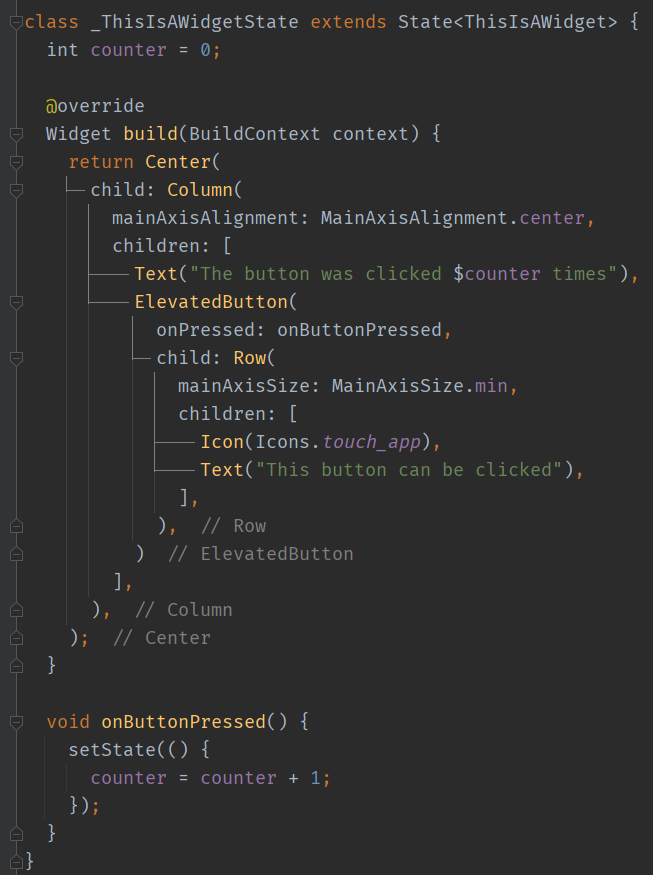 class _ThisIsAWidgetState extends State<ThisIsAWidget> {
  int counter = 0;

  @override
  Widget build(BuildContext context) {
    return Center(
      child: Column(
        mainAxisAlignment: MainAxisAlignment.center,
        children: [
          Text("The button was clicked $counter times"),
          ElevatedButton(
            onPressed: onButtonPressed,
            child: Row(
              mainAxisSize: MainAxisSize.min,
              children: [
                Icon(Icons.touch_app),
                Text("This button can be clicked"),
              ],
            ),  // Row
          )  // ElevatedButton
        ],
      ),  // Column
    );  // Center
  }

  void onButtonPressed() {
    setState(() {
      counter = counter + 1;
    });
  }
}